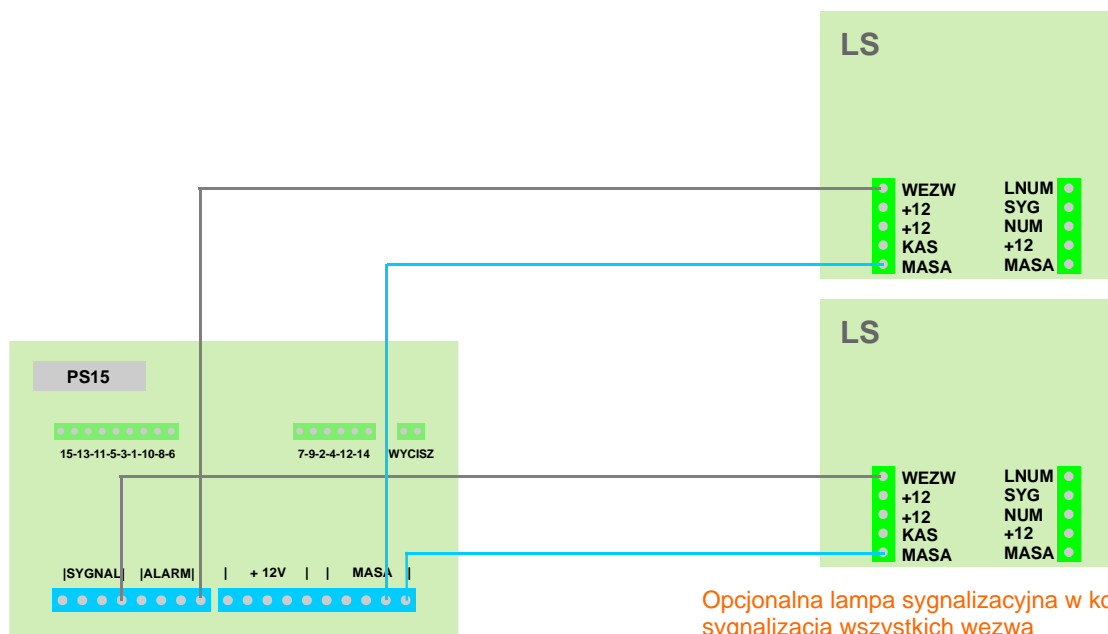 LS
WEZW LNUM
+12 SYG
+12 NUM
KAS +12
MASA MASA
LS
PS15
15-13-11-5-3-1-10-8-6 7-9-2-4-12-14 WYCISZ
WEZW LNUM
+12 SYG
+12 NUM
KAS +12
MASA MASA
|SYGNAL| |ALARM| | + 12V | | MASA |
Opcjonalna lampa sygnalizacyjna w
sygnalizacja wszystkich